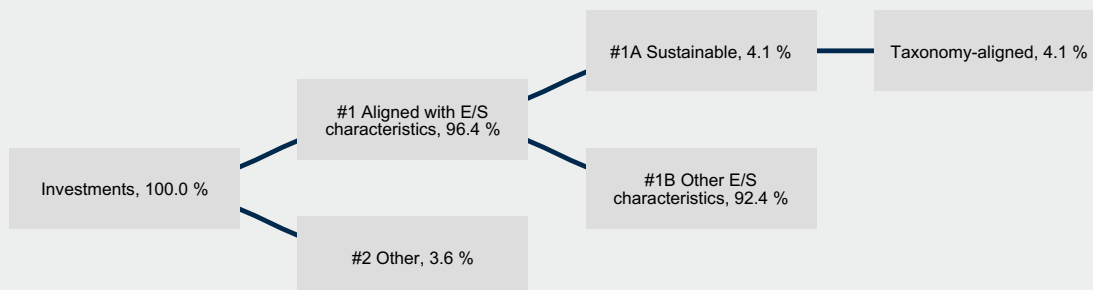 #1A Sustainable, 4.1 %
Taxonomy-aligned, 4.1 %
#1 Aligned with E/S
characteristics, 96.4 %
Investments, 100.0 %
#1B Other E/S
characteristics, 92.4 %
#2 Other, 3.6 %